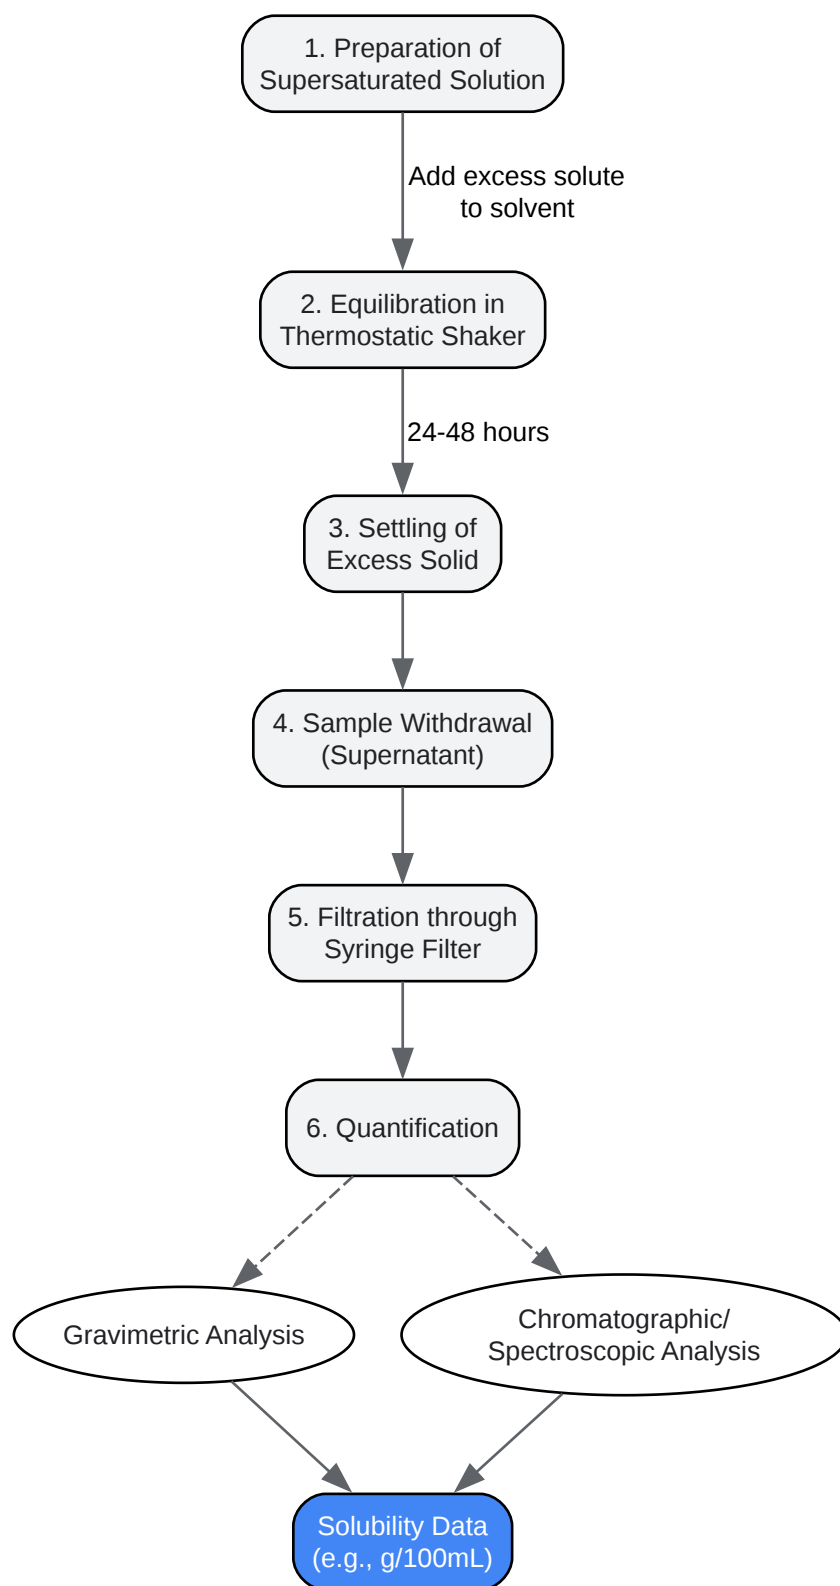 1. Preparation of
Supersaturated Solution
Add excess solute
to solvent
2. Equilibration in
Thermostatic Shaker
24-48 hours
3. Settling of
Excess Solid
4. Sample Withdrawal
(Supernatant)
5. Filtration through
Syringe Filter
6. Quantification
Gravimetric Analysis
Chromatographic/
Spectroscopic Analysis
Solubility Data
(e.g., g/100mL)